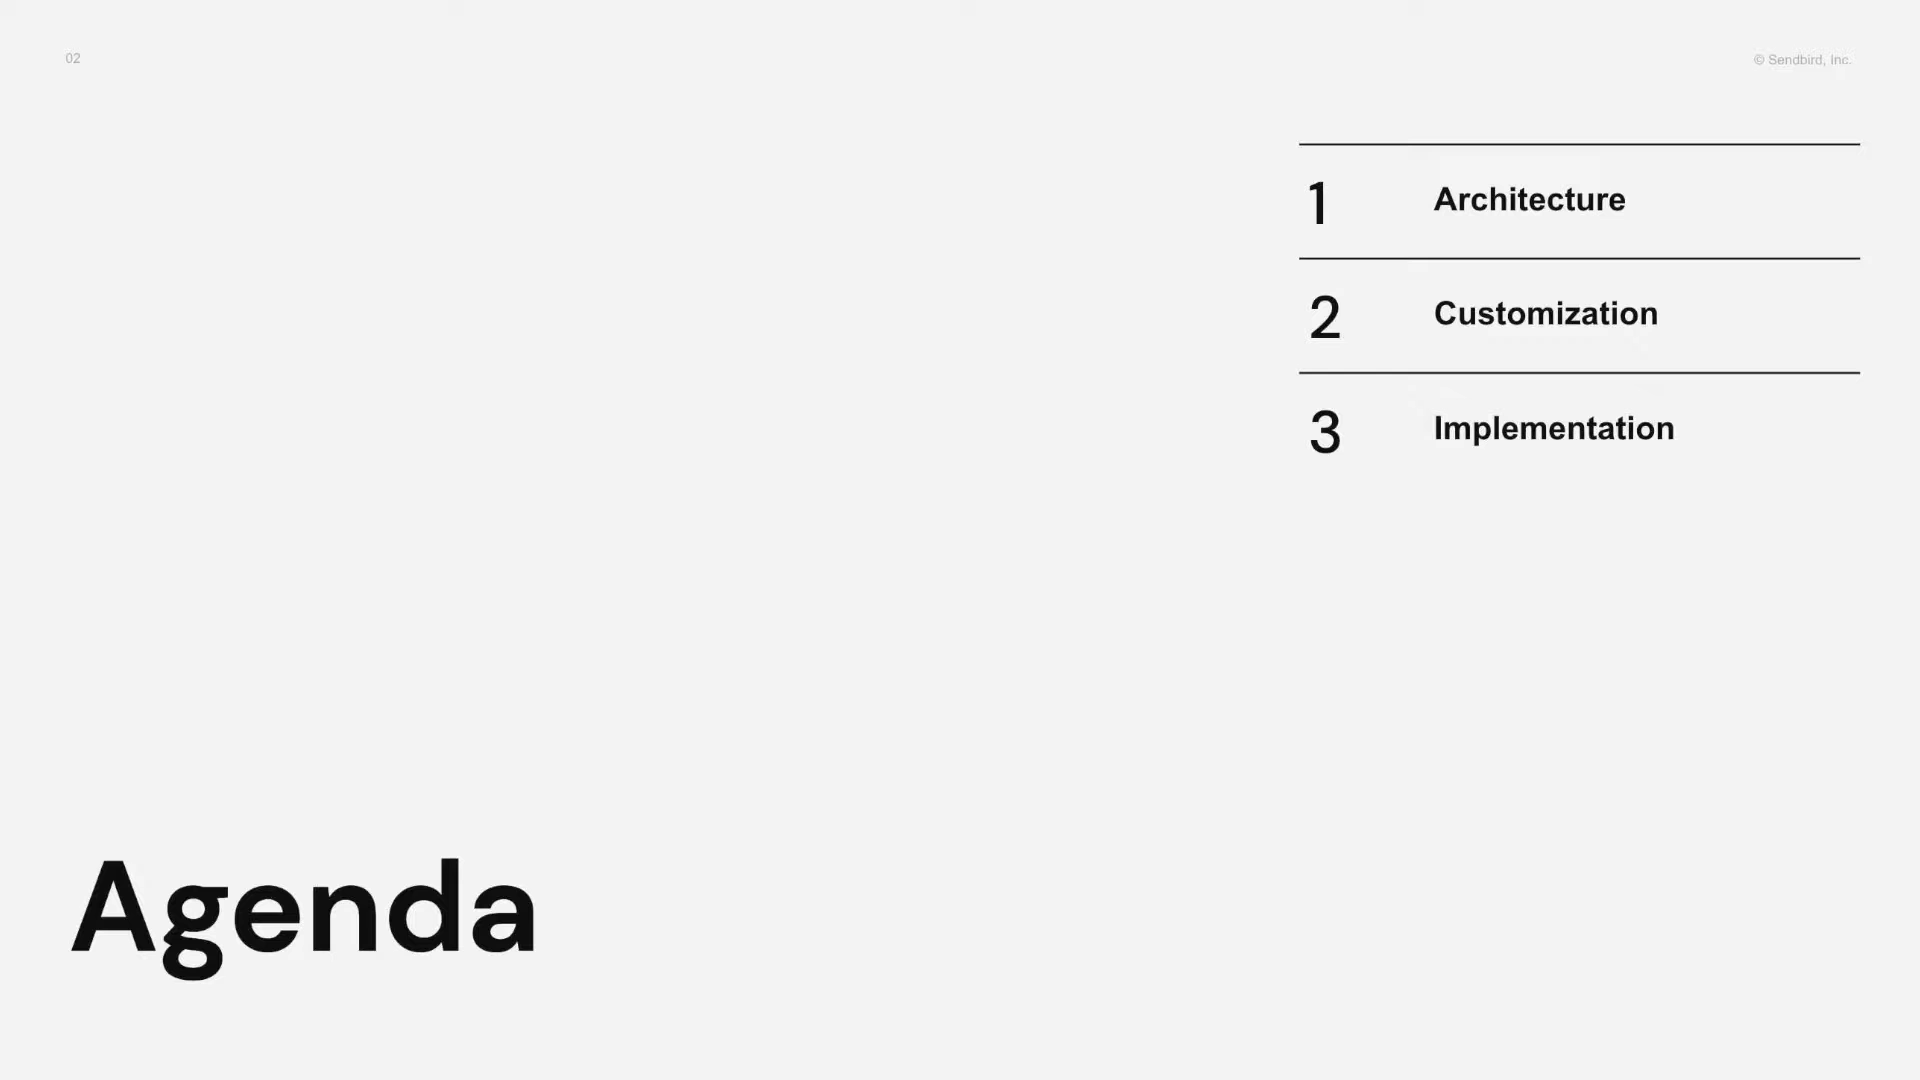 02
© Sendbird, Inc.
1 Architecture
2 Customization
3 Implementation
Agenda